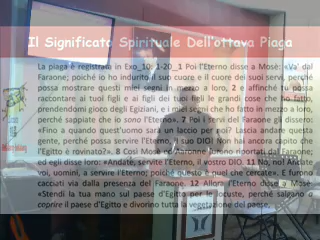 Il Significato Spirituale Dell'ottava Piaga
La piaga è registrata in Exo_10: 1-20 _1 Poi l'Eterno disse a Mosè: «Va' dal
Faraone; poiché io ho indurito il suo cuore e il cuore dei suoi servi, perché
possa mostrare questi miei segni in mezzo a loro, 2 e affinché tu possa
raccontare ai tuoi figli e ai figli dei tuoi figli le grandi cose che ho fatto,
prendendomi gioco degli Egiziani, e i miei segni che ho fatto in mezzo a loro,
perché sappiate che io sono l'Eterno». 7 Poi i servi del Faraone gli dissero:
«Fino a quando quest'uomo sarà un laccio per noi? Lascia andare questa
gente, perché possa servire l'Eterno, il suo DIO! Non hai ancora capito che
l'Egitto è rovinato?». 8 Così Mosè ed Aaronne furono riportati dal Faraone;
ed egli disse loro: «Andate, servite l'Eterno, il vostro DIO. 11 No, no! Andate
voi, uomini, a servire l'Eterno; poiché questo è quel che cercate». E furono
cacciati via dalla presenza del Faraone. 12 Allora l'Eterno disse a Mosè:
«Stendi la tua mano sul paese d'Egitto per le locuste, perché salgano a
coprire il paese d'Egitto e divorino tutta la vegetazione del paese,